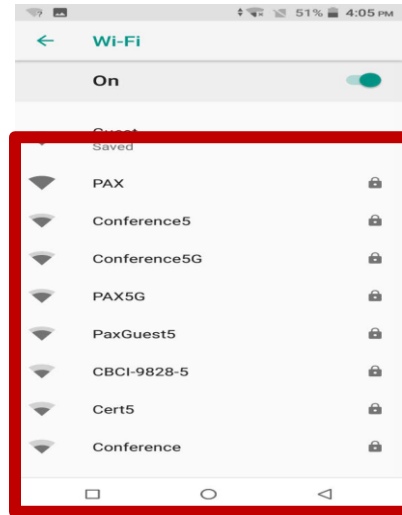 51% 4:05 PM
Wi-Fi
On
Saved
PAX
Conference5
Conference5G
PAX5G
PaxGuest5
CBCI-9828-5
Cert5
Conference